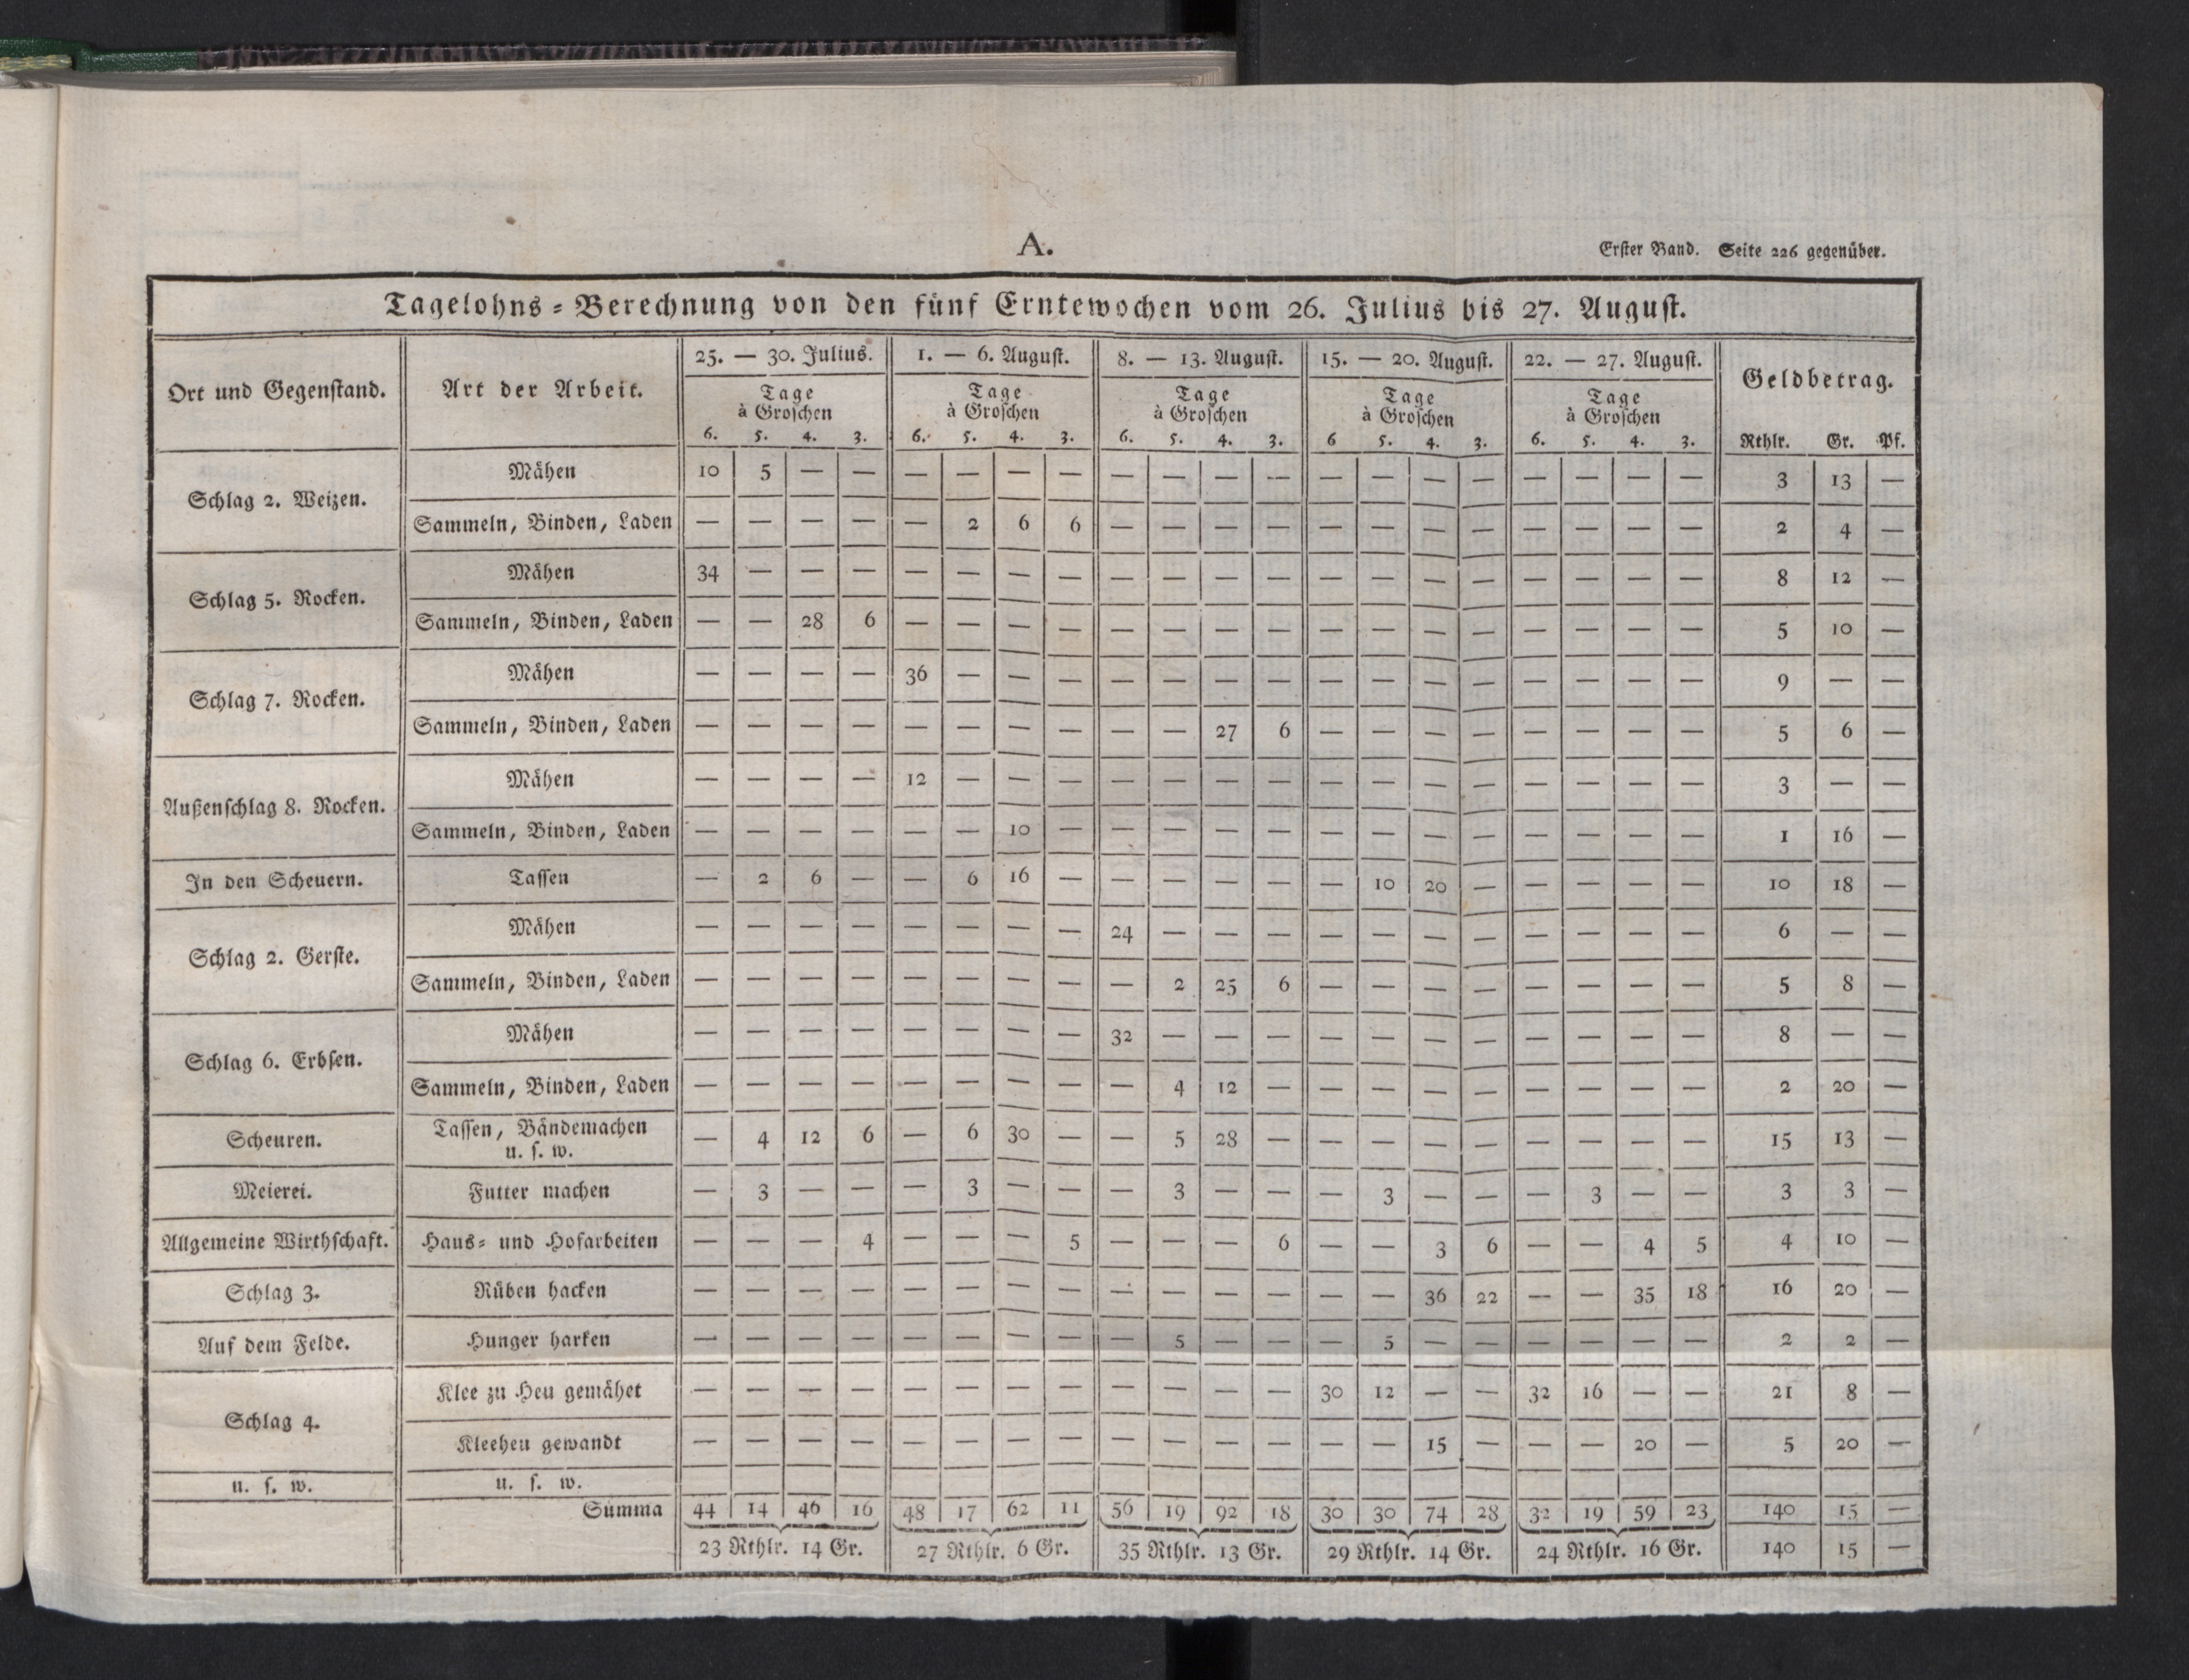 A.
Erster Band. Seite 226 gegenüber.
Tagelohns-Berechnung von den fünf Erntewochen vom 26. Julius bis 27. August.
Ort und Gegenstand. Art der Arbeit. 25. — 30. Julius. 1. — 6. August. 8. — 13. August. 15. — 20. August. 22. — 27. August. Geldbetrag.
Tage Tage Tage Tage Tage
à Groschen à Groschen à Groschen à Groschen à Groschen
6. 5. 4. 3. 6. 5. 4. 3. 6. 5. 4. 3. 6 5. 4. 3. 6. 5. 4. 3. Rthlr. Gr. Pf.
Schlag 2. Weizen. Mähen 10 5 — — — — — — — — — — — — — — — — — — 3 13 —
Sammeln, Binden, Laden — — — — — 2 6 6 — — — — — — — — — — — — 2 4 —
Schlag 5. Rocken. Mähen 34 — — — — — — — — — — — — — — — — — — — 8 12 —
Sammeln, Binden, Laden — — 28 6 — — — — — — — — — — — — — — — — 5 10 —
Schlag 7. Rocken. Mähen — — — — 36 — — — — — — — — — — — — — — — 9 — —
Sammeln, Binden, Laden — — — — — — — — — — 27 6 — — — — — — — — 5 6 —
Außenschlag 8. Rocken. Mähen — — — — 12 — — — — — — — — — — — — — — — 3 — —
Sammeln, Binden, Laden — — — — — — 10 — — — — — — — — — — — — — 1 16 —
In den Scheuern. Tassen — 2 6 — — 6 16 — — — — — — 10 20 — — — — — 10 18 —
Schlag 2. Gerste. Mähen — — — — — — — — 24 — — — — — — — — — — — 6 — —
Sammeln, Binden, Laden — — — — — — — — — 2 25 6 — — — — — — — — 5 8 —
Schlag 6. Erbsen. Mähen — — — — — — — — 32 — — — — — — — — — — — 8 — —
Sammeln, Binden, Laden — — — — — — — — — 4 12 — — — — — — — — — 2 20 —
Scheuren. Tassen, Bändemachen — 4 12 6 — 6 30 — — 5 28 — — — — — — — — — 15 13 —
u. s. w.
Meierei. Futter machen — 3 — — — 3 — — — 3 — — — 3 — — — 3 — — 3 3 —
Allgemeine Wirthschaft. Haus- und Hofarbeiten — — — 4 — — — 5 — — — 6 — — 3 6 — — 4 5 4 10 —
Schlag 3. Rüben hacken — — — — — — — — — — — — — — 36 22 — — 35 18 16 20 —
Auf dem Felde. Hunger harken — — — — — — — — — 5 — — — 5 — — — — — — 2 2 —
Schlag 4. Klee zu Heu gemähet — — — — — — — — — — — — 30 12 — — 32 16 — — 21 8 —
Kleeheu gewandt — — — — — — — — — — — — — — 15 — — — 20 — 5 20 —
u. s. w. u. s. w.
Summa 44 14 46 16 48 17 62 11 56 19 92 18 30 30 74 28 32 19 59 23 140 15 —
23 Rthlr. 14 Gr. 27 Rthlr. 6 Gr. 35 Rthlr. 13 Gr. 29 Rthlr. 14 Gr. 24 Rthlr. 16 Gr. 140 15 —